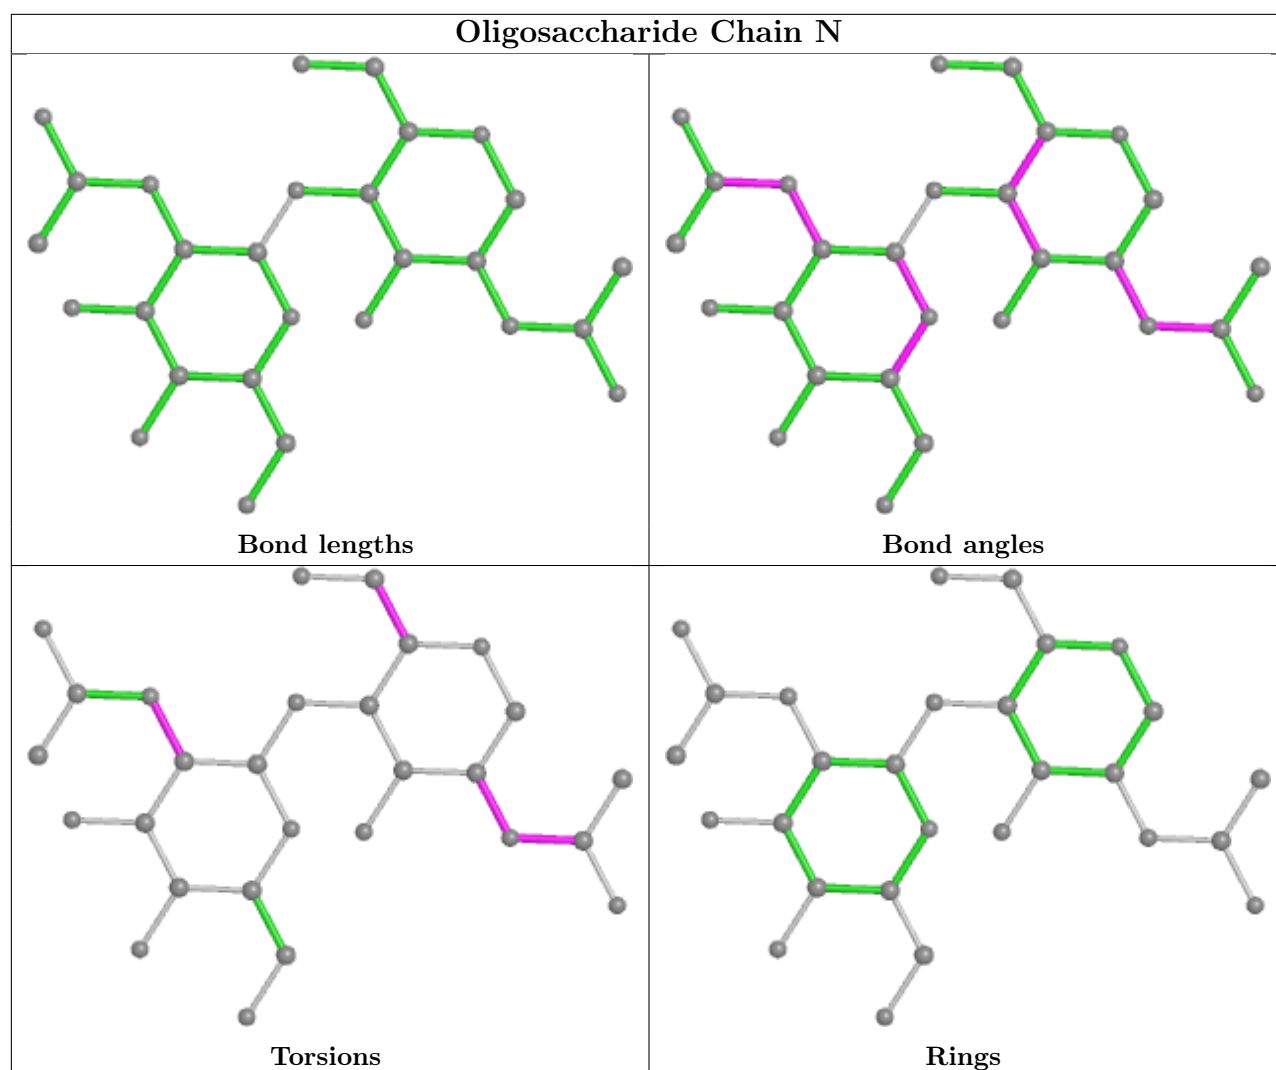 Oligosaccharide Chain N
Bond lengths
Bond angles
Torsions
Rings